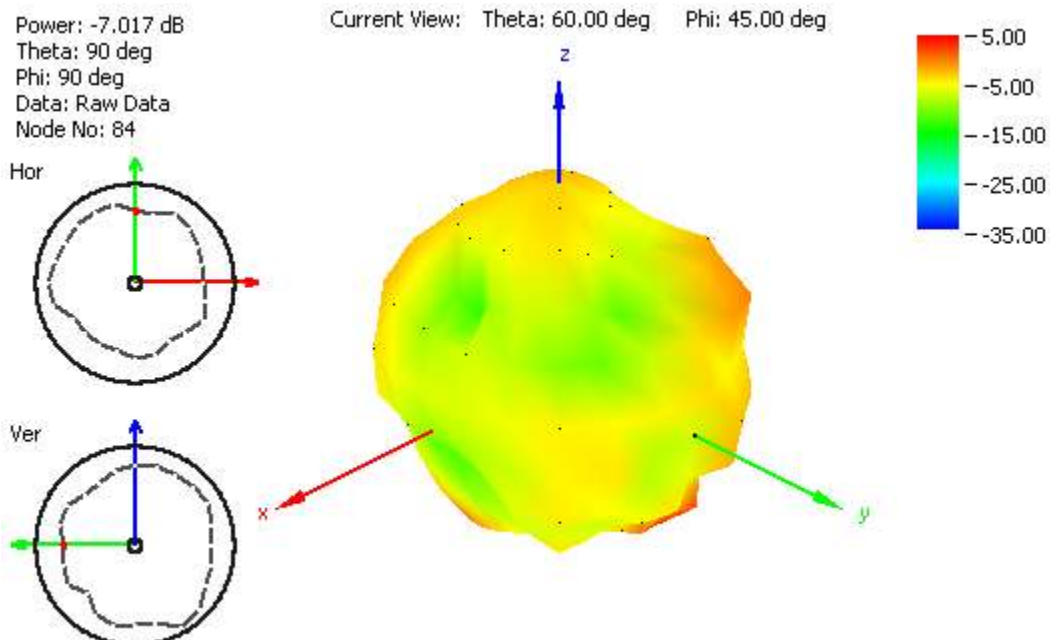 Power: -7.017 dB
Theta: 90 deg
Phi: 90 deg
Data: Raw Data
Node No: 84
Current View: Theta: 60.00 deg Phi: 45.00 deg
Hor
Ver
z
x
y
5.00
-5.00
-15.00
-25.00
-35.00